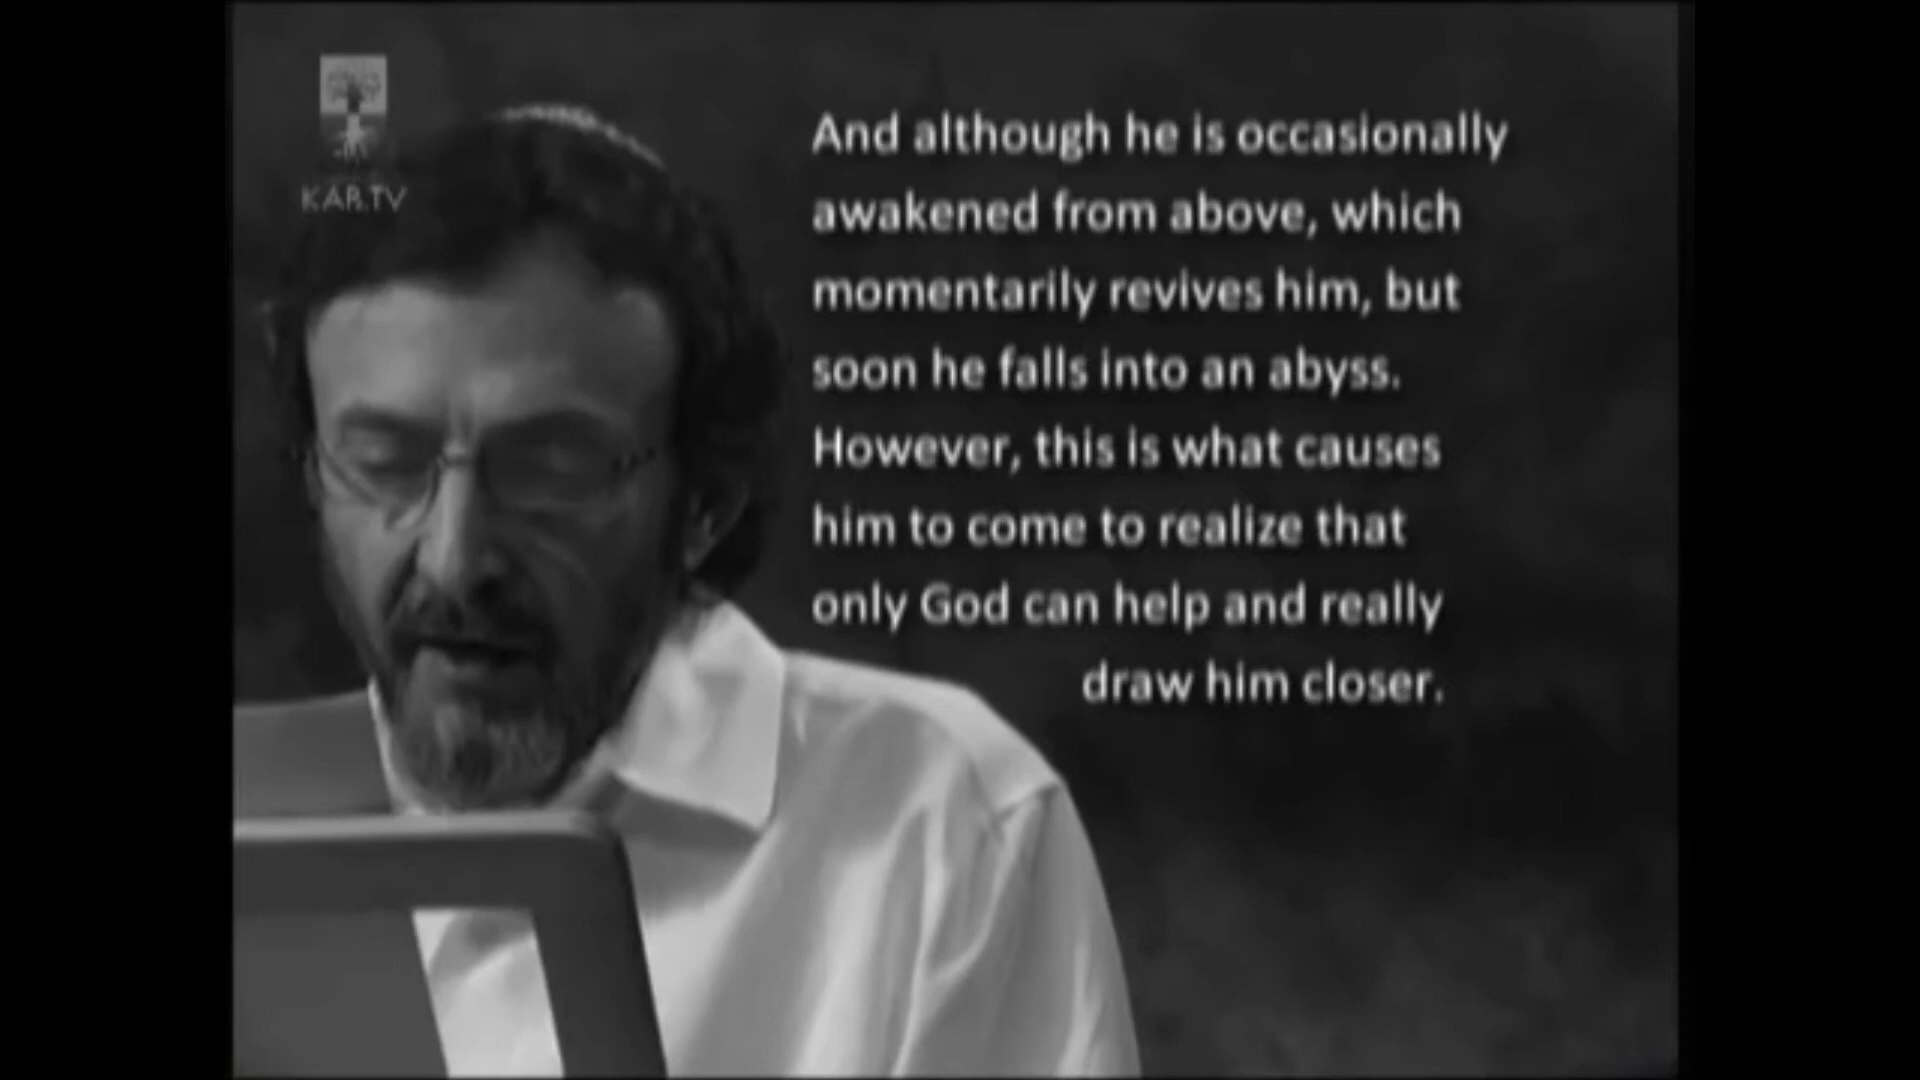 KAB.TV
And although he is occasionally
awakened from above, which
momentarily revives him, but
soon he falls into an abyss.
However, this is what causes
him to come to realize that
only God can help and really
draw him closer.